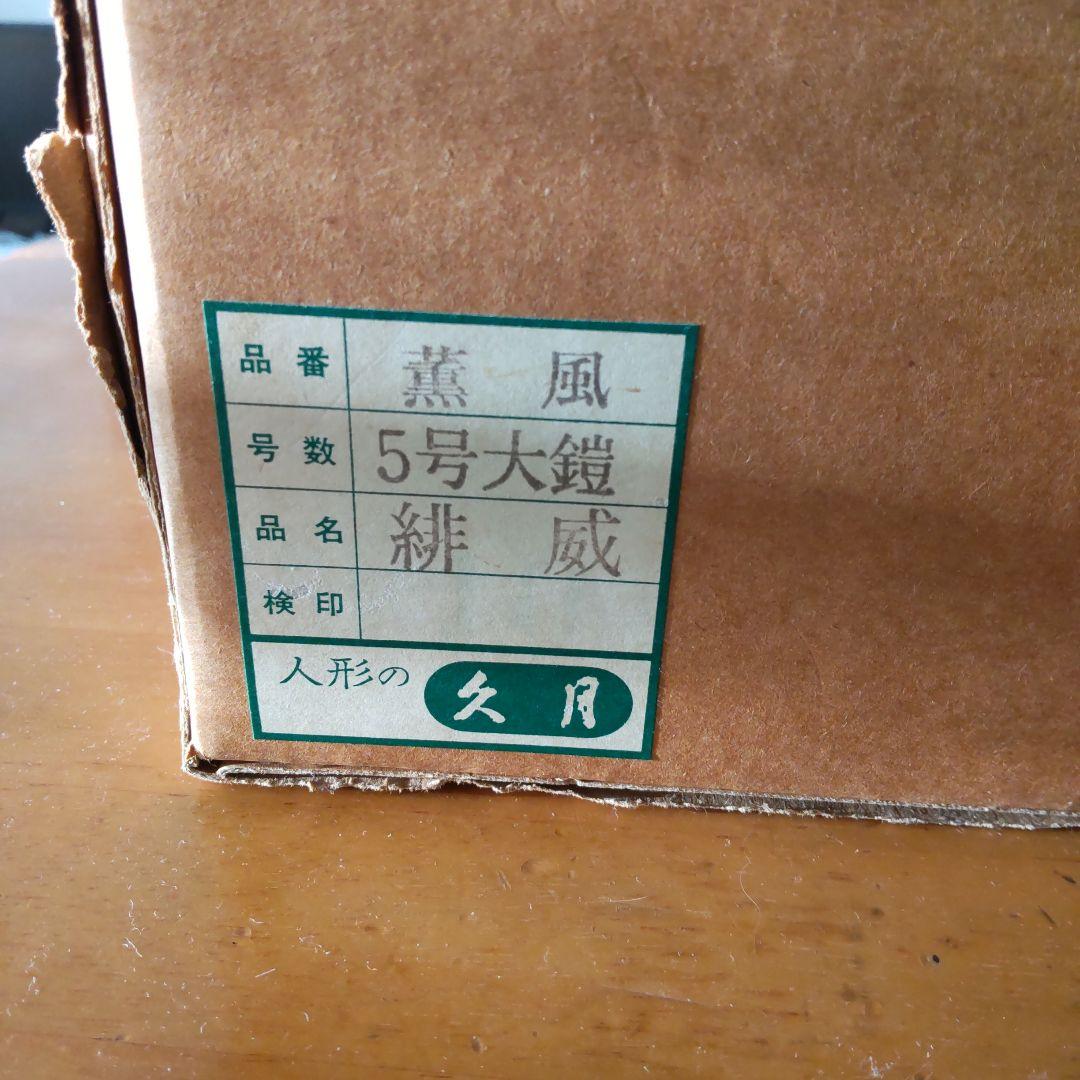 品番 薫風
号数 5号大鎧
品名 緋威
検印
人形の 久月